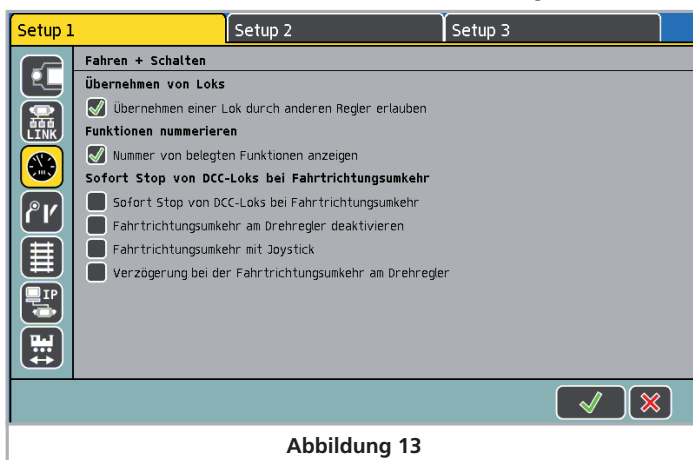 Setup 1 Setup 2 Setup 3
Fahren + Schalten
Übernehmen von Loks
Übernehmen einer Lok durch anderen Regler erlauben
Funktionen nummerieren
Nummer von belegten Funktionen anzeigen
Sofort Stop von DCC-Loks bei Fahrtrichtungsumkehr
Sofort Stop von DCC-Loks bei Fahrtrichtungsumkehr
Fahrtrichtungsumkehr am Drehregler deaktivieren
Fahrtrichtungsumkehr mit Joystick
Verzögerung bei der Fahrtrichtungsumkehr am Drehregler
LINK
IP
Abbildung 13